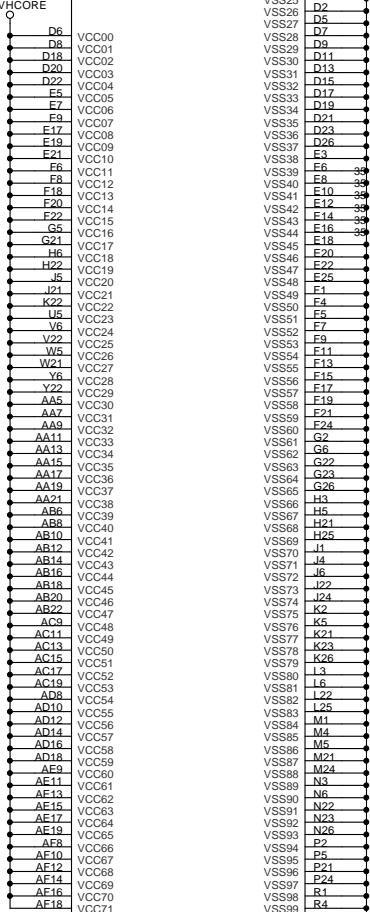 VHCORE
D6 VCC00
D8 VCC01
D18 VCC02
D20 VCC03
D22 VCC04
E5 VCC05
E7 VCC06
E9 VCC07
E17 VCC08
E19 VCC09
E21 VCC10
F6 VCC11
F8 VCC12
F18 VCC13
F20 VCC14
F22 VCC15
G5 VCC16
G21 VCC17
H6 VCC18
H22 VCC19
J5 VCC20
J21 VCC21
K22 VCC22
U5 VCC23
V6 VCC24
V22 VCC25
W5 VCC26
W21 VCC27
Y6 VCC28
Y22 VCC29
AA5 VCC30
AA7 VCC31
AA9 VCC32
AA11 VCC33
AA13 VCC34
AA15 VCC35
AA17 VCC36
AA19 VCC37
AA21 VCC38
AB6 VCC39
AB8 VCC40
AB10 VCC41
AB12 VCC42
AB14 VCC43
AB16 VCC44
AB18 VCC45
AB20 VCC46
AB22 VCC47
AC9 VCC48
AC11 VCC49
AC13 VCC50
AC15 VCC51
AC17 VCC52
AC19 VCC53
AD8 VCC54
AD10 VCC55
AD12 VCC56
AD14 VCC57
AD16 VCC58
AD18 VCC59
AE9 VCC60
AE11 VCC61
AE13 VCC62
AE15 VCC63
AE17 VCC64
AE19 VCC65
AF8 VCC66
AF10 VCC67
AF12 VCC68
AF14 VCC69
AF16 VCC70
AF18 VCC71
VSS25
VSS26 D2
VSS27 D5
VSS28 D7
VSS29 D9
VSS30 D11
VSS31 D13
VSS32 D15
VSS33 D17
VSS34 D19
VSS35 D21
VSS36 D23
VSS37 D26
VSS38 E3
VSS39 E6 35
VSS40 E8
VSS41 E10 35
VSS42 E12 35
VSS43 E14 35
VSS44 E16 35
VSS45 E18
VSS46 E20
VSS47 E22
VSS48 E25
VSS49 F1
VSS50 F4
VSS51 F5
VSS52 F7
VSS53 F9
VSS54 F11
VSS55 F13
VSS56 F15
VSS57 F17
VSS58 F19
VSS59 F21
VSS60 F24
VSS61 G2
VSS62 G6
VSS63 G22
VSS64 G23
VSS65 G26
VSS66 H3
VSS67 H5
VSS68 H21
VSS69 H25
VSS70 J1
VSS71 J4
VSS72 J6
VSS73 J22
VSS74 J24
VSS75 K2
VSS76 K5
VSS77 K21
VSS78 K23
VSS79 K26
VSS80 L3
VSS81 L6
VSS82 L22
VSS83 L25
VSS84 M1
VSS85 M4
VSS86 M5
VSS87 M21
VSS88 M24
VSS89 N3
VSS90 N6
VSS91 N22
VSS92 N23
VSS93 N26
VSS94 P2
VSS95 P5
VSS96 P21
VSS97 P24
VSS98 R1
VSS99 R4